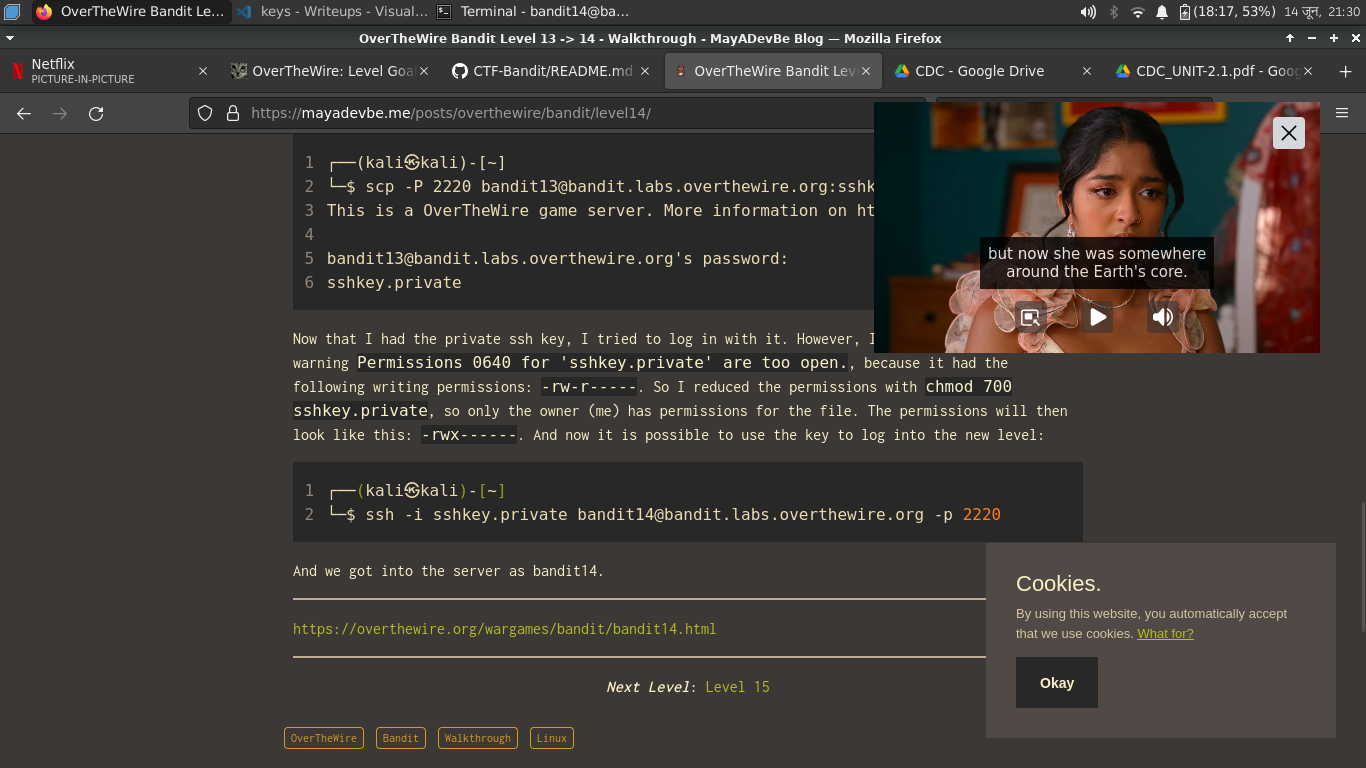 OverTheWire Bandit Le...
keys - Writeups - Visual...
Terminal - bandit14@ba...
(18:17, 53%)
14 जून, 21:30
OverTheWire Bandit Level 13 -> 14 - Walkthrough - MayADevBe Blog — Mozilla Firefox
Netflix
PICTURE-IN-PICTURE
OverTheWire: Level Goal
CTF-Bandit/README.md
OverTheWire Bandit Lev
CDC - Google Drive
CDC_UNIT-2.1.pdf - Goog
https://mayadevbe.me/posts/overthewire/bandit/level14/
1 ┌──(kali㉿kali)-[~]
2 └─$ scp -P 2220 bandit13@bandit.labs.overthewire.org:sshk
3 This is a OverTheWire game server. More information on ht
4
5 bandit13@bandit.labs.overthewire.org's password:
6 sshkey.private
but now she was somewhere
around the Earth's core.
Now that I had the private ssh key, I tried to log in with it. However, I
warning Permissions 0640 for 'sshkey.private' are too open., because it had the
following writing permissions: -rw-r-----. So I reduced the permissions with chmod 700
sshkey.private, so only the owner (me) has permissions for the file. The permissions will then
look like this: -rwx------. And now it is possible to use the key to log into the new level:
1 ┌──(kali㉿kali)-[~]
2 └─$ ssh -i sshkey.private bandit14@bandit.labs.overthewire.org -p 2220
And we got into the server as bandit14.
https://overthewire.org/wargames/bandit/bandit14.html
Next Level: Level 15
OverTheWire
Bandit
Walkthrough
Linux
Cookies.
By using this website, you automatically accept
that we use cookies. What for?
Okay